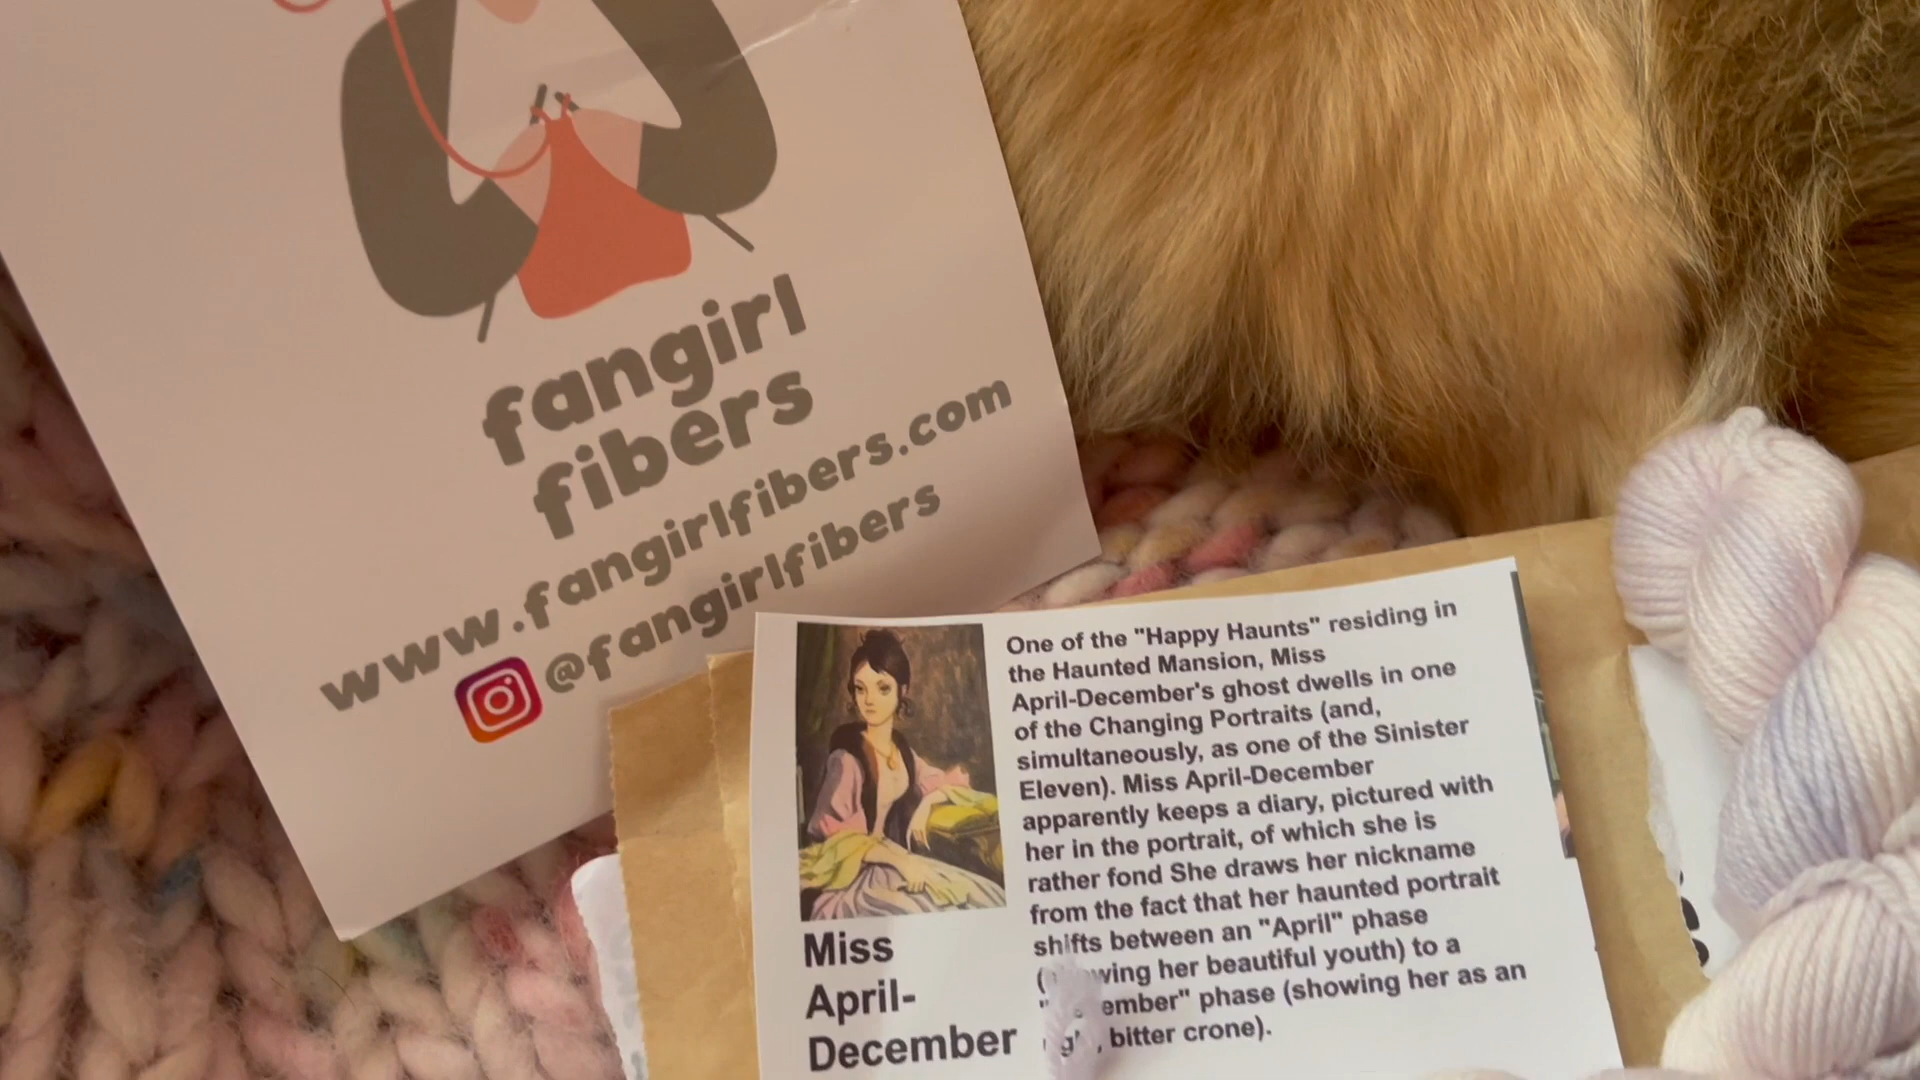 fangirl
fibers
www.fangirlfibers.com
@fangirlfibers
One of the "Happy Haunts" residing in
the Haunted Mansion, Miss
April-December's ghost dwells in one
of the Changing Portraits (and,
simultaneously, as one of the Sinister
Eleven). Miss April-December
apparently keeps a diary, pictured with
her in the portrait, of which she is
rather fond She draws her nickname
from the fact that her haunted portrait
shifts between an "April" phase
her beautiful youth) to a
phase (showing her as an
bitter crone).
Miss
April-
December